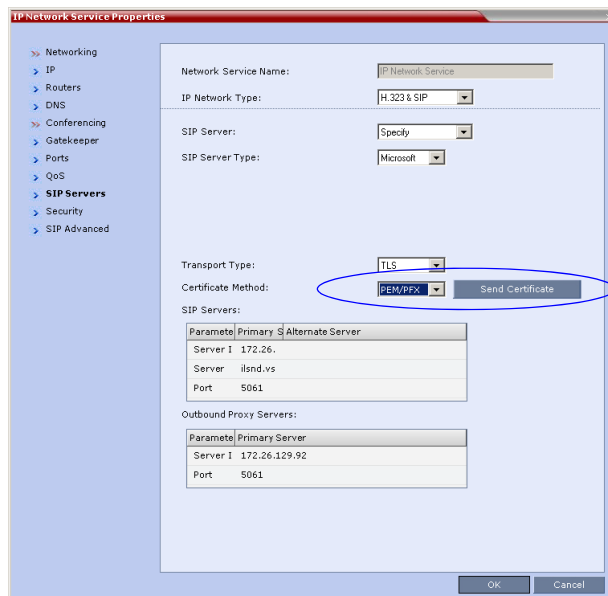 IP Network Service Properties
Networking
IP
Routers
DNS
Conferencing
Gatekeeper
Ports
QoS
SIP Servers
Security
SIP Advanced
Network Service Name: IP Network Service
IP Network Type: H.323 & SIP
SIP Server: Specify
SIP Server Type: Microsoft
Transport Type: TLS
Certificate Method: PEM/PFX Send Certificate
SIP Servers:
Paramete Primary S Alternate Server
Server I 172.26.
Server ilsnd.vs
Port 5061
Outbound Proxy Servers:
Paramete Primary Server
Server I 172.26.129.92
Port 5061
OK Cancel